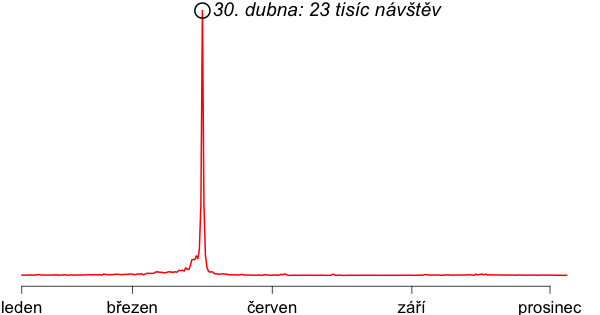 30. dubna: 23 tisíc návštěv
leden březen červen září prosinec